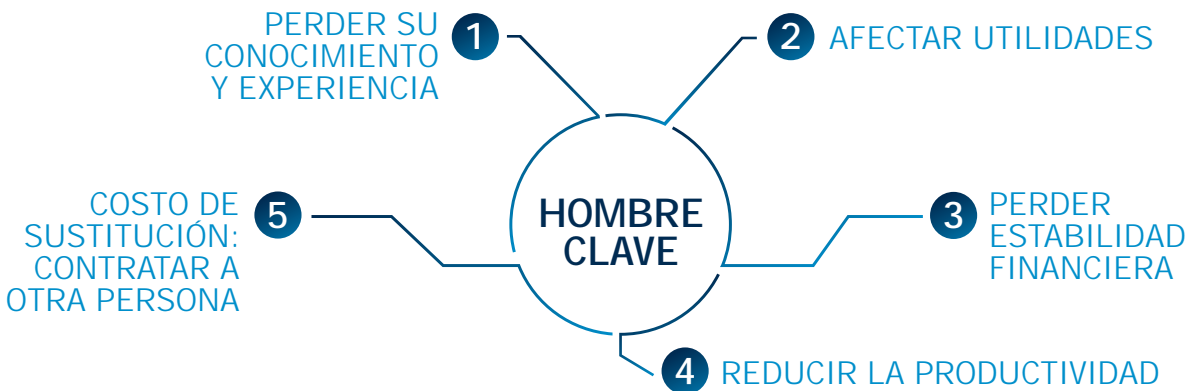 1
PERDER SU
CONOCIMIENTO
Y EXPERIENCIA
2
AFECTAR UTILIDADES
HOMBRE
CLAVE
3
PERDER
ESTABILIDAD
FINANCIERA
4
REDUCIR LA PRODUCTIVIDAD
5
COSTO DE
SUSTITUCIÓN:
CONTRATAR A
OTRA PERSONA